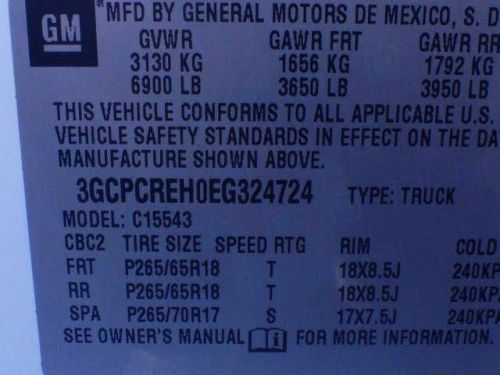 GM MFD BY GENERAL MOTORS DE MEXICO, S. D
GVWR GAWR FRT GAWR RR
3130 KG 1656 KG 1792 KG
6900 LB 3650 LB 3950 LB
THIS VEHICLE CONFORMS TO ALL APPLICABLE U.S.
VEHICLE SAFETY STANDARDS IN EFFECT ON THE DA
MANUFACTURE SHOWN ABOVE.
3GCPCREH0EG324724 TYPE: TRUCK
MODEL: C15543
CBC2 TIRE SIZE SPEED RTG RIM COLD
FRT P265/65R18 T 18X8.5J 240KPA
RR P265/65R18 T 18X8.5J 240KPA
SPA P265/70R17 S 17X7.5J 240KPA
SEE OWNER'S MANUAL FOR MORE INFORMATION.